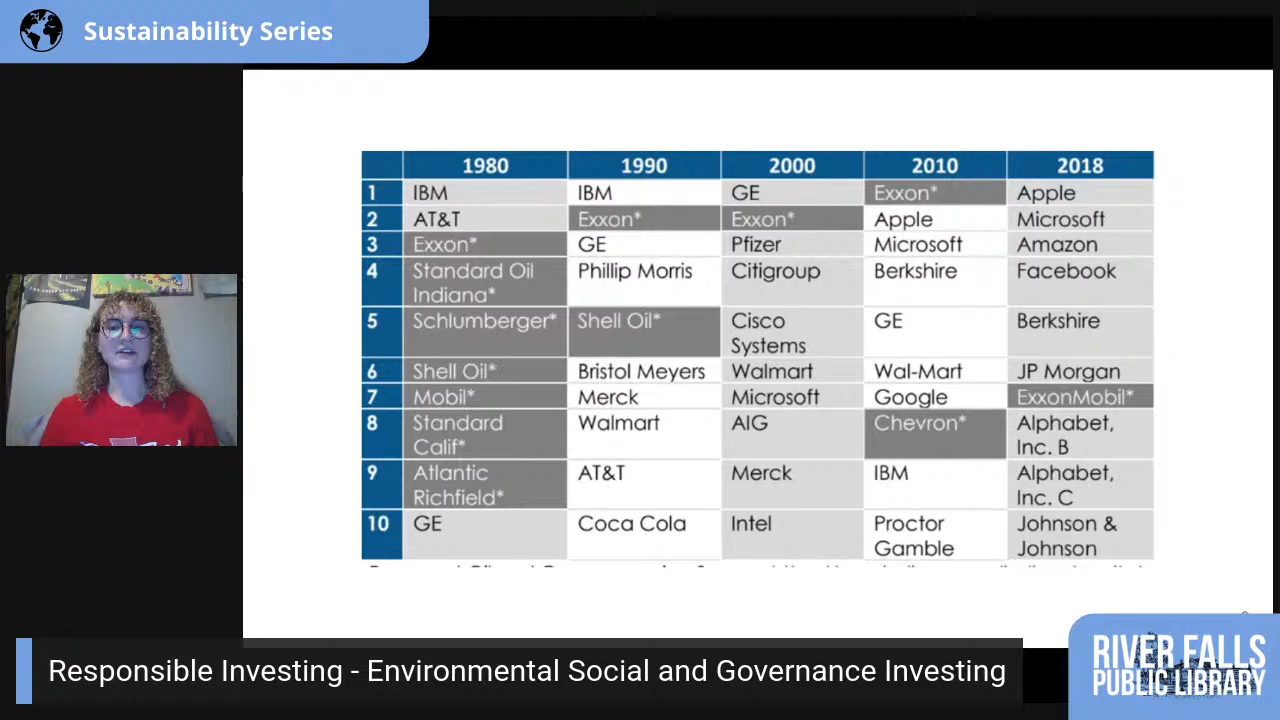 Sustainability Series
1980 1990 2000 2010 2018
1 IBM IBM GE Exxon* Apple
2 AT&T Exxon* Exxon* Apple Microsoft
3 Exxon* GE Pfizer Microsoft Amazon
4 Standard Oil Phillip Morris Citigroup Berkshire Facebook
Indiana*
5 Schlumberger* Shell Oil* Cisco GE Berkshire
Systems
6 Shell Oil* Bristol Meyers Walmart Wal-Mart JP Morgan
7 Mobil* Merck Microsoft Google ExxonMobil*
8 Standard Walmart AIG Chevron* Alphabet,
Calif* Inc. B
9 Atlantic AT&T Merck IBM Alphabet,
Richfield* Inc. C
10 GE Coca Cola Intel Proctor Johnson &
Gamble Johnson
Responsible Investing - Environmental Social and Governance Investing
RIVER FALLS
PUBLIC LIBRARY